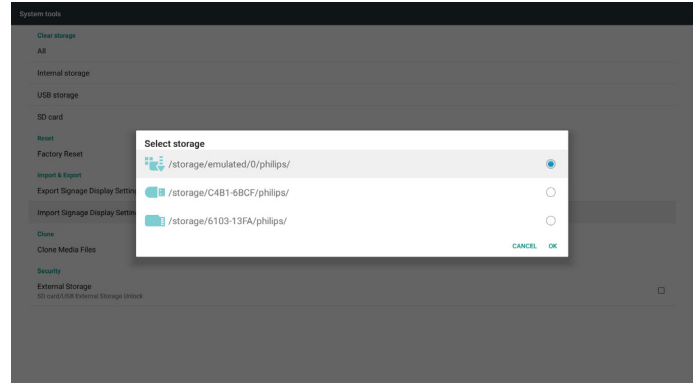 System tools
Clear storage
All
Internal storage
USB storage
SD card
Reset
Factory Reset
Import & Export
Export Signage Display Settin
Import Signage Display Settin
Clone
Clone Media Files
Security
External Storage
SD card/USB External Storage Unlock
Select storage
/storage/emulated/0/philips/
/storage/C4B1-6BCF/philips/
/storage/6103-13FA/philips/
CANCEL OK